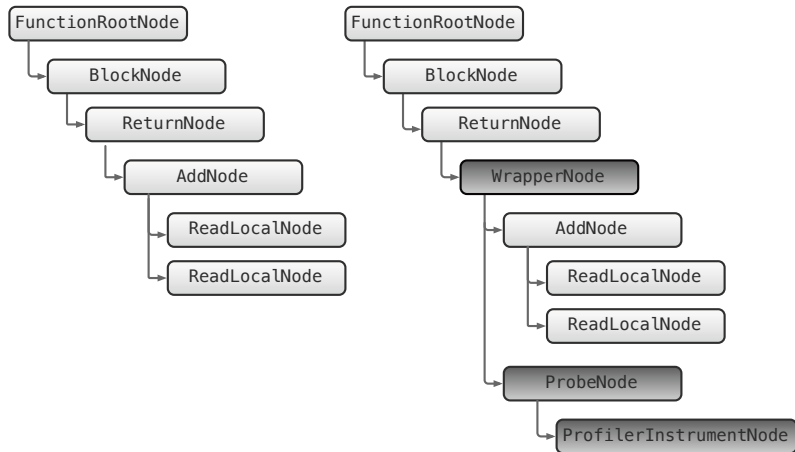 FunctionRootNode
BlockNode
ReturnNode
AddNode
ReadLocalNode
ReadLocalNode
FunctionRootNode
BlockNode
ReturnNode
WrapperNode
AddNode
ReadLocalNode
ReadLocalNode
ProbeNode
ProfilerInstrumentNode